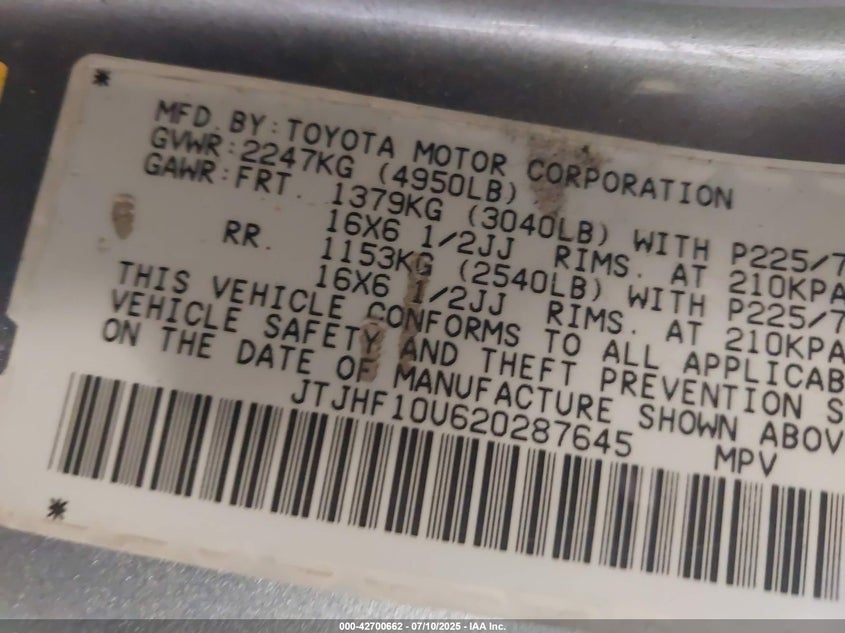 MFD BY: TOYOTA MOTOR CORPORATION
GVWR: 2247KG (4950LB)
GAWR: FRT. 1379KG (3040LB) WITH P225/7
16X6 1/2JJ RIMS. AT 210KPA
RR. 1153KG (2540LB) WITH P225/7
16X6 1/2JJ RIMS. AT 210KPA
THIS VEHICLE CONFORMS TO ALL APPLICAB
VEHICLE SAFETY AND THEFT PREVENTION S
ON THE DATE OF MANUFACTURE SHOWN ABOV
JTJHF10U620287645 MPV
000-42700662 - 07/10/2025 - IAA Inc.